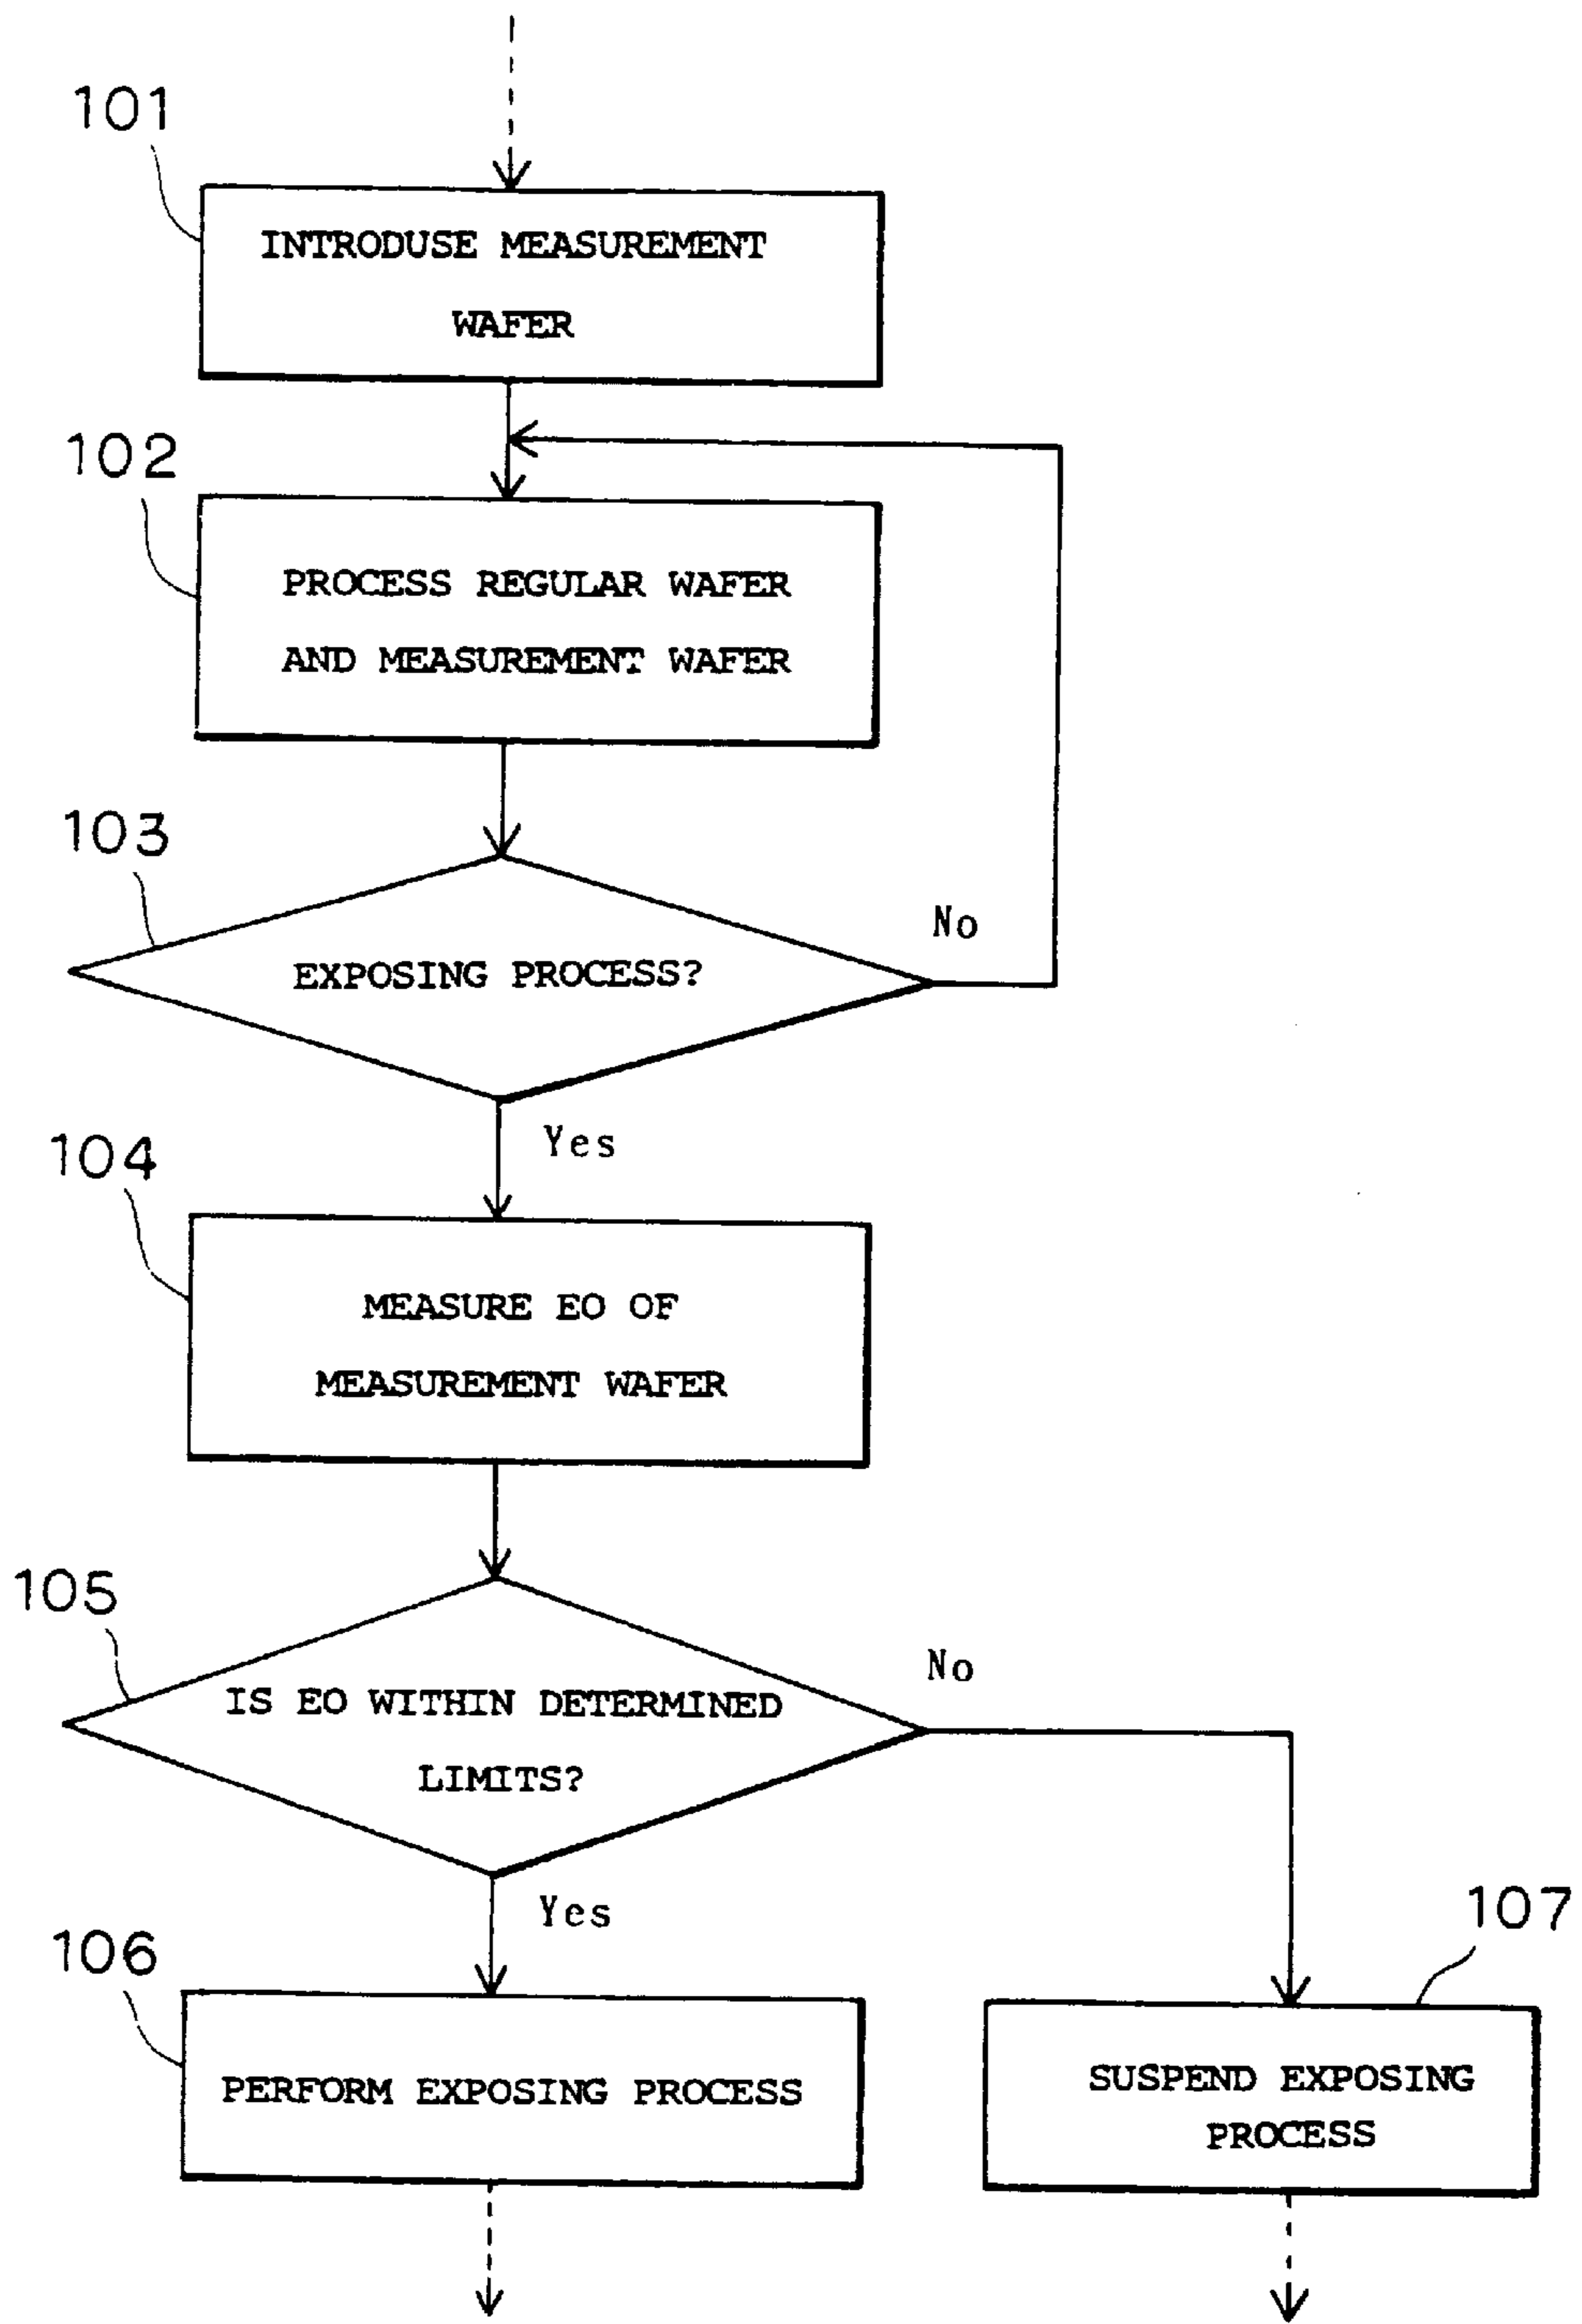 101
INTRODUSE MEASUREMENT
WAFER
102
PROCESS REGULAR WAFER
AND MEASUREMENT WAFER
103
EXPOSING PROCESS?
No
Yes
104
MEASURE EO OF
MEASUREMENT WAFER
105
IS EO WITHIN DETERMINED
LIMITS?
No
Yes
106
PERFORM EXPOSING PROCESS
107
SUSPEND EXPOSING
PROCESS